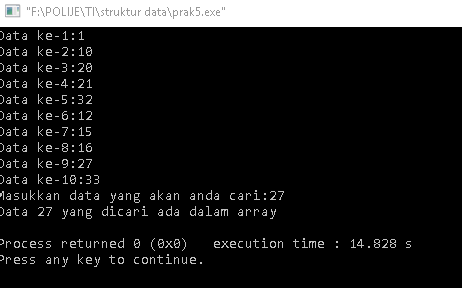 "F:\POLIJE\TI\struktur data\prak5.exe"
Data ke-1:1
Data ke-2:10
Data ke-3:20
Data ke-4:21
Data ke-5:32
Data ke-6:12
Data ke-7:15
Data ke-8:16
Data ke-9:27
Data ke-10:33
Masukkan data yang akan anda cari:27
Data 27 yang dicari ada dalam array
Process returned 0 (0x0)   execution time : 14.828 s
Press any key to continue.